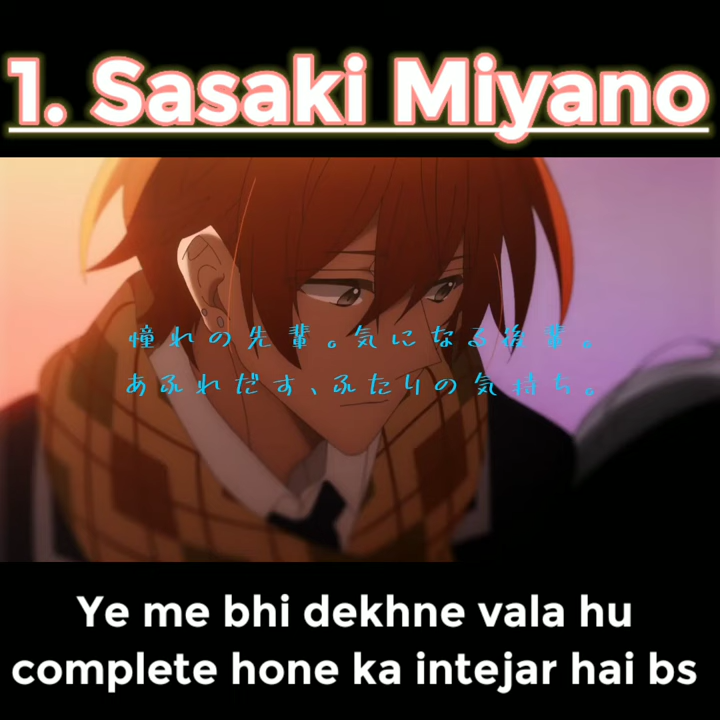 1. Sasaki Miyano
憧れの先輩。気になる後輩。
あふれだす、ふたりの気持ち。
Ye me bhi dekhne vala hu
complete hone ka intejar hai bs